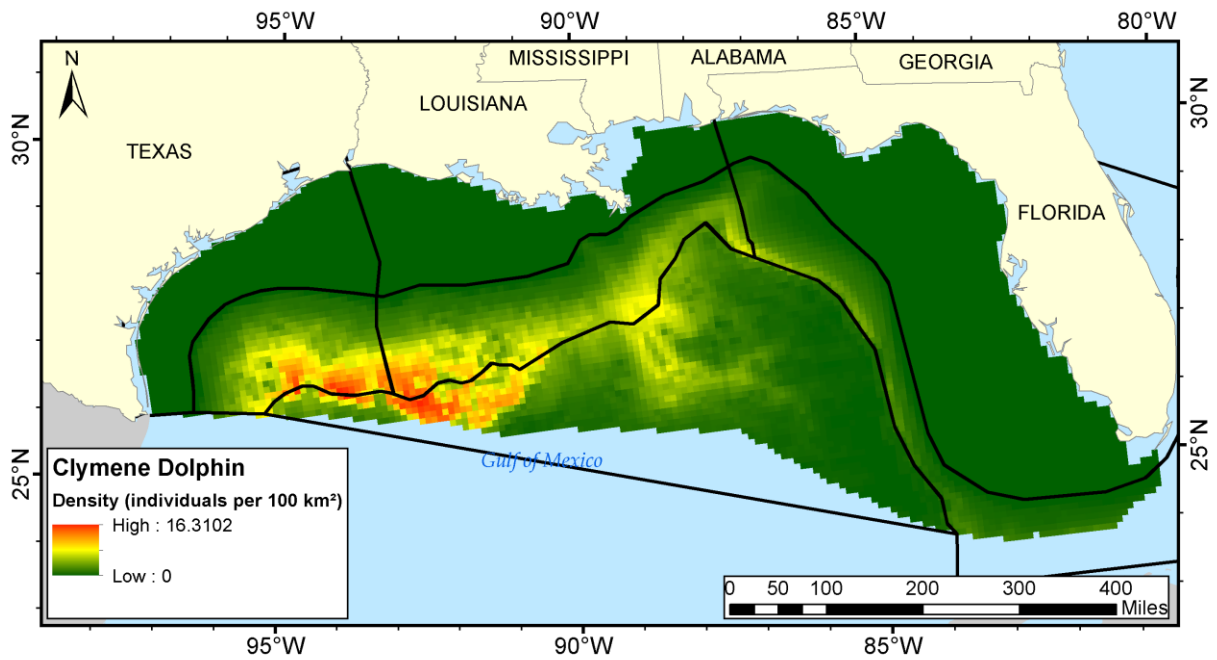 95°W 90°W 85°W 80°W
N
MISSISSIPPI ALABAMA GEORGIA
LOUISIANA
30°N 30°N
TEXAS
FLORIDA
25°N 25°N
Gulf of Mexico
Clymene Dolphin
Density (individuals per 100 km²)
High : 16.3102
Low : 0
0 50 100 200 300 400
Miles
95°W 90°W 85°W